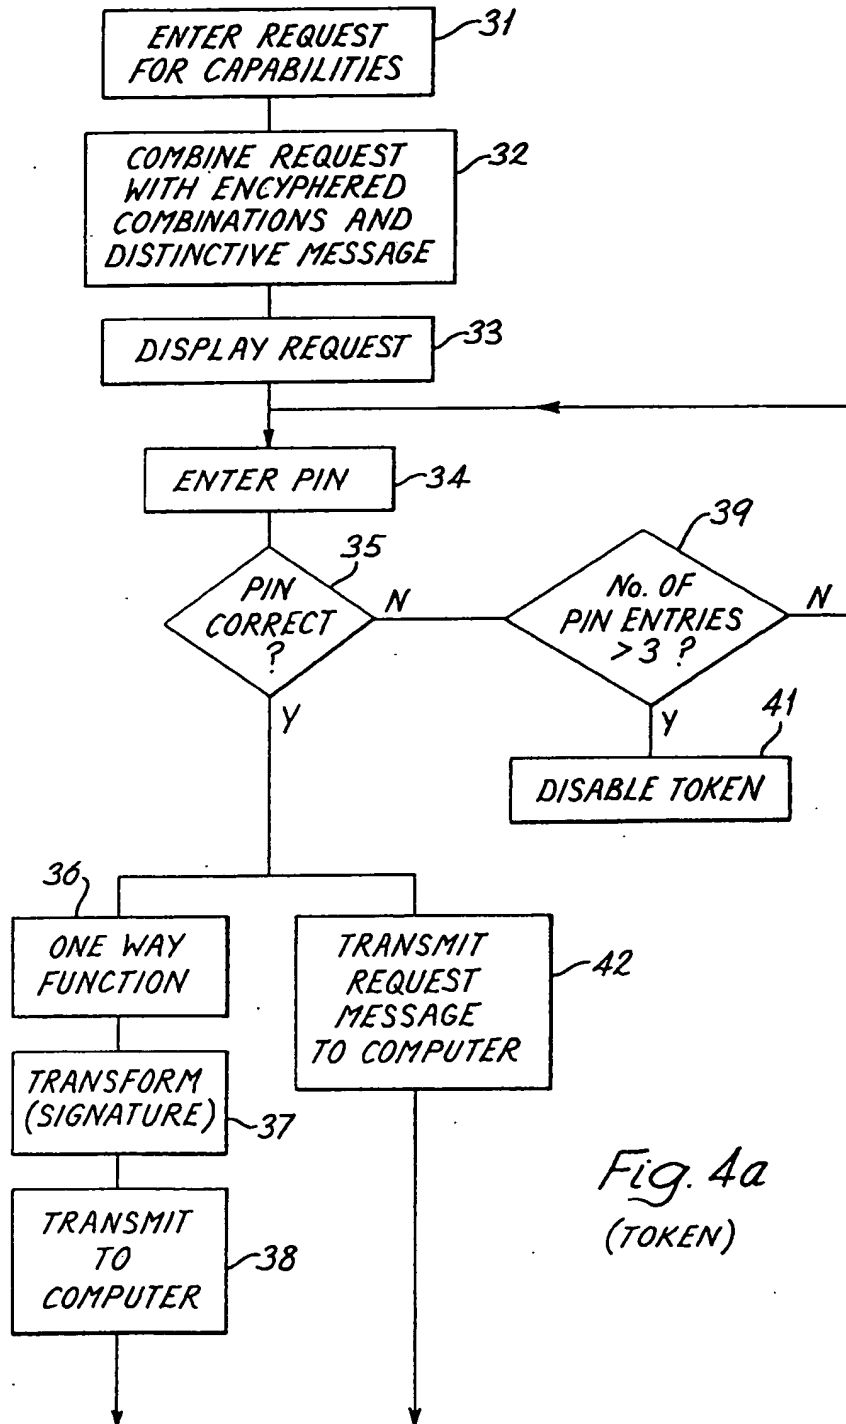 ENTER REQUEST
FOR CAPABILITIES
31
COMBINE REQUEST
WITH ENCYPHERED
COMBINATIONS AND
DISTINCTIVE MESSAGE
32
DISPLAY REQUEST
33
ENTER PIN
34
35
PIN
CORRECT
?
N
Y
39
No. OF
PIN ENTRIES
> 3 ?
N
Y
41
DISABLE TOKEN
36
ONE WAY
FUNCTION
TRANSMIT
REQUEST
MESSAGE
TO COMPUTER
42
TRANSFORM
(SIGNATURE)
37
TRANSMIT
TO
COMPUTER
38
Fig. 4a
(TOKEN)